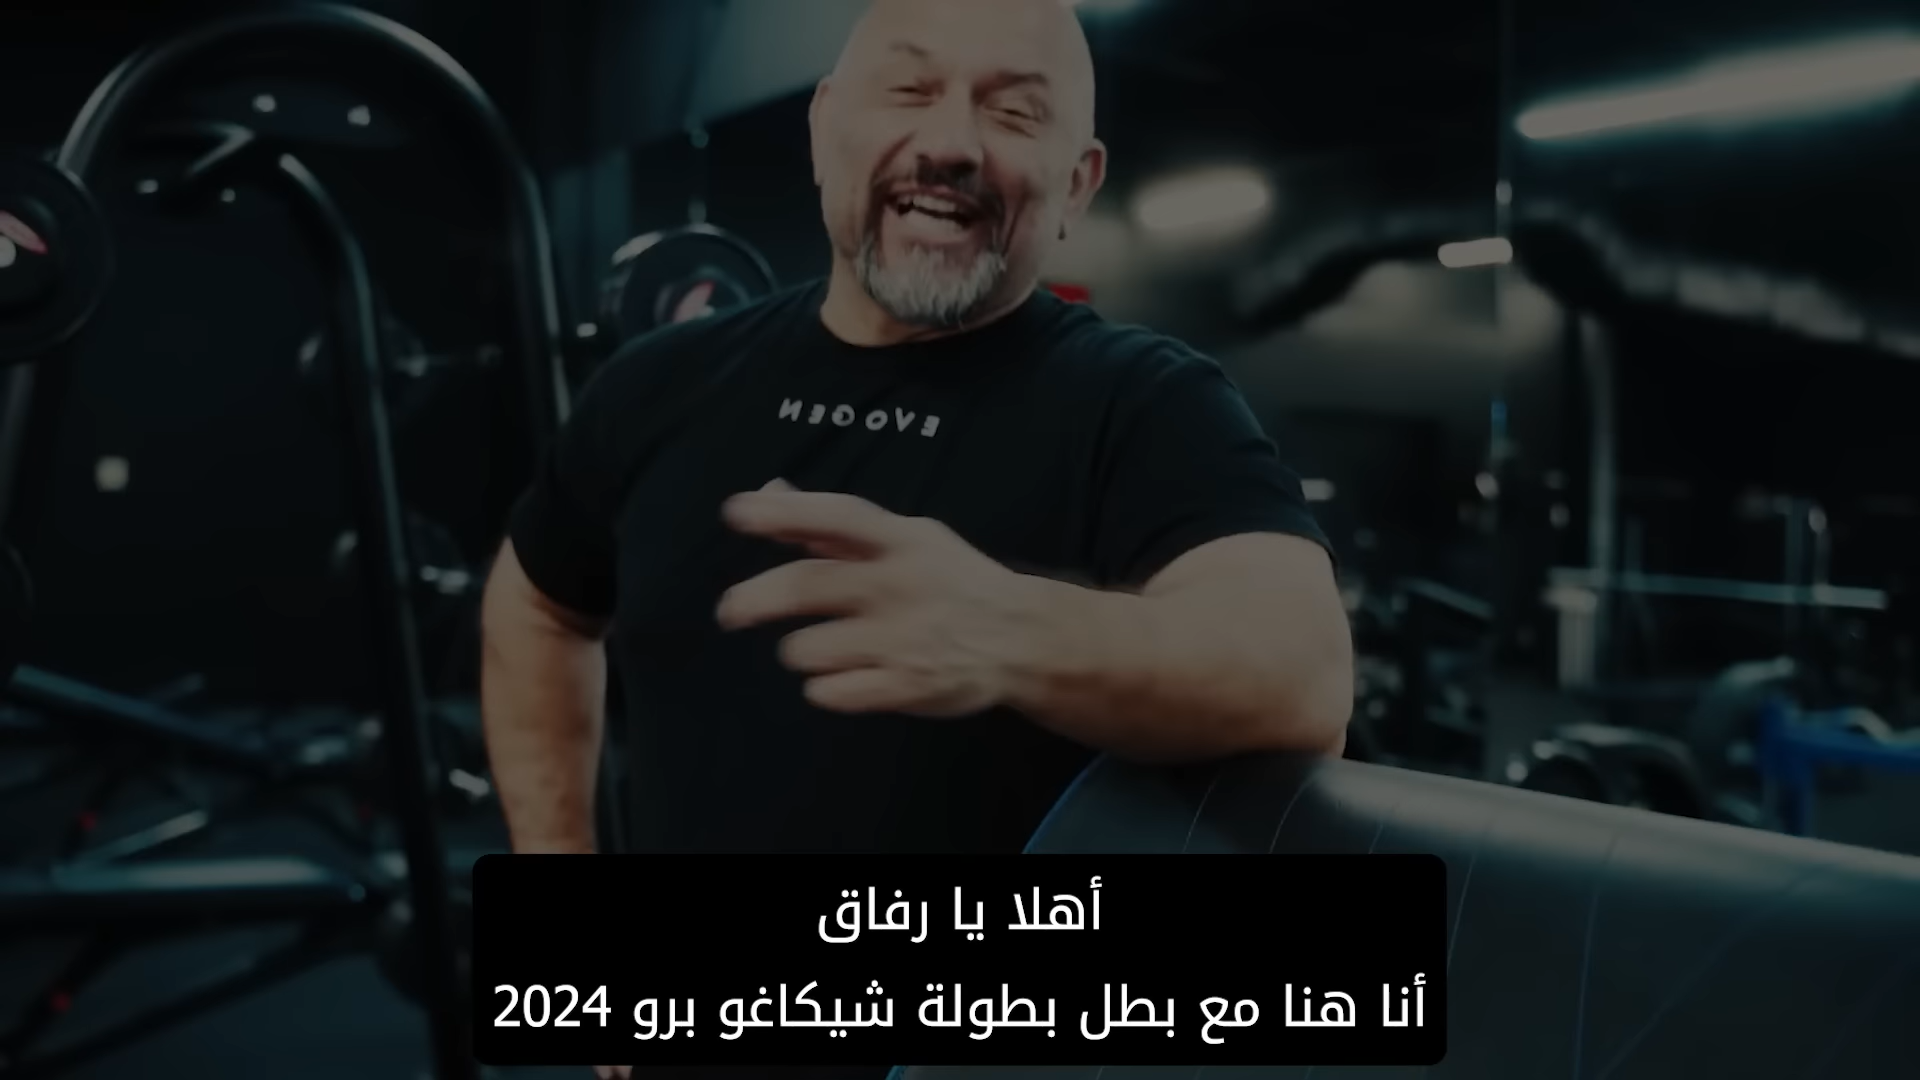 EVOGEN
أهلا يا رفاق
أنا هنا مع بطل بطولة شيكاغو برو 2024